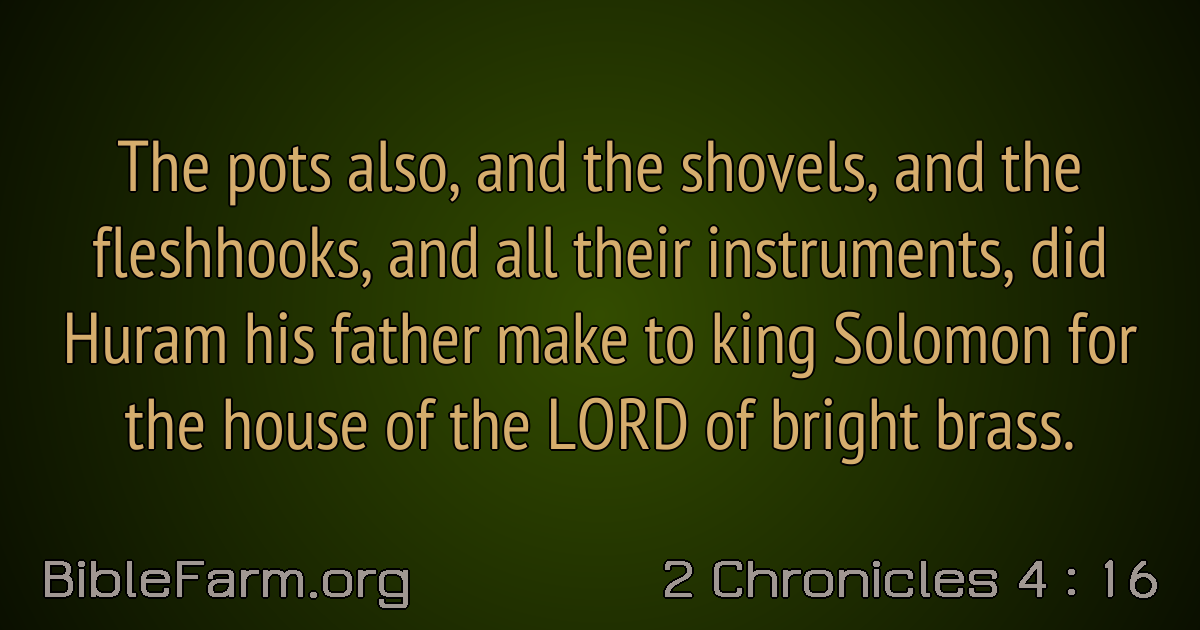 The pots also, and the shovels, and the
fleshhooks, and all their instruments, did
Huram his father make to king Solomon for
the house of the LORD of bright brass.
BibleFarm.org
2 Chronicles 4 : 16